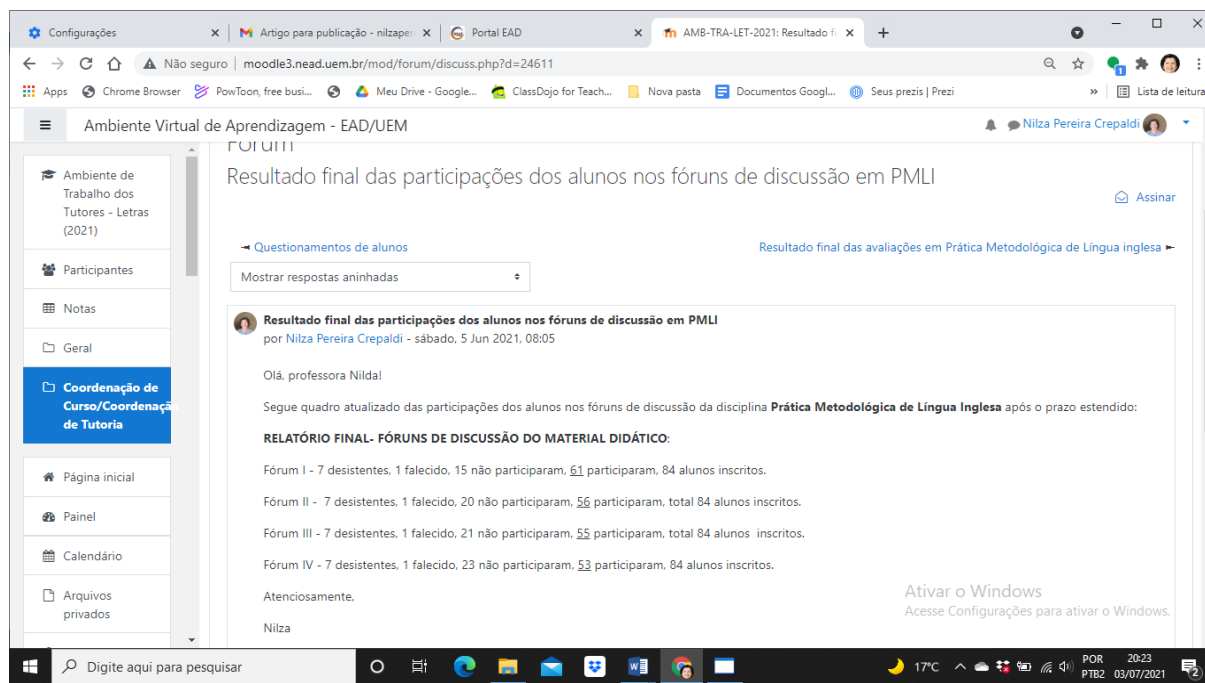 Configurações
Artigo para publicação - nilzaper
Portal EAD
AMB-TRA-LET-2021: Resultado fi
Não seguro | moodle3.nead.uem.br/mod/forum/discuss.php?d=24611
Apps
Chrome Browser
PowToon, free busi...
Meu Drive - Google...
ClassDojo for Teach...
Nova pasta
Documentos Googl...
Seus prezis | Prezi
»
Lista de leitura
Ambiente Virtual de Aprendizagem - EAD/UEM
Nilza Pereira Crepaldi
Ambiente de
Trabalho dos
Tutores - Letras
(2021)
Participantes
Notas
Geral
Coordenação de
Curso/Coordenaçã
de Tutoria
Página inicial
Painel
Calendário
Arquivos
privados
Fórum
Resultado final das participações dos alunos nos fóruns de discussão em PMLI
Assinar
Questionamentos de alunos
Resultado final das avaliações em Prática Metodológica de Língua inglesa
Mostrar respostas aninhadas
Resultado final das participações dos alunos nos fóruns de discussão em PMLI
por Nilza Pereira Crepaldi - sábado, 5 Jun 2021, 08:05
Olá, professora Nilda!
Segue quadro atualizado das participações dos alunos nos fóruns de discussão da disciplina Prática Metodológica de Língua Inglesa após o prazo estendido:
RELATÓRIO FINAL- FÓRUNS DE DISCUSSÃO DO MATERIAL DIDÁTICO:
Fórum I - 7 desistentes, 1 falecido, 15 não participaram, 61 participaram, 84 alunos inscritos.
Fórum II - 7 desistentes, 1 falecido, 20 não participaram, 56 participaram, total 84 alunos inscritos.
Fórum III - 7 desistentes, 1 falecido, 21 não participaram, 55 participaram, total 84 alunos inscritos.
Fórum IV - 7 desistentes, 1 falecido, 23 não participaram, 53 participaram, 84 alunos inscritos.
Atenciosamente,
Nilza
Ativar o Windows
Acesse Configurações para ativar o Windows.
Digite aqui para pesquisar
17°C
POR
PTB2
20:23
03/07/2021
2